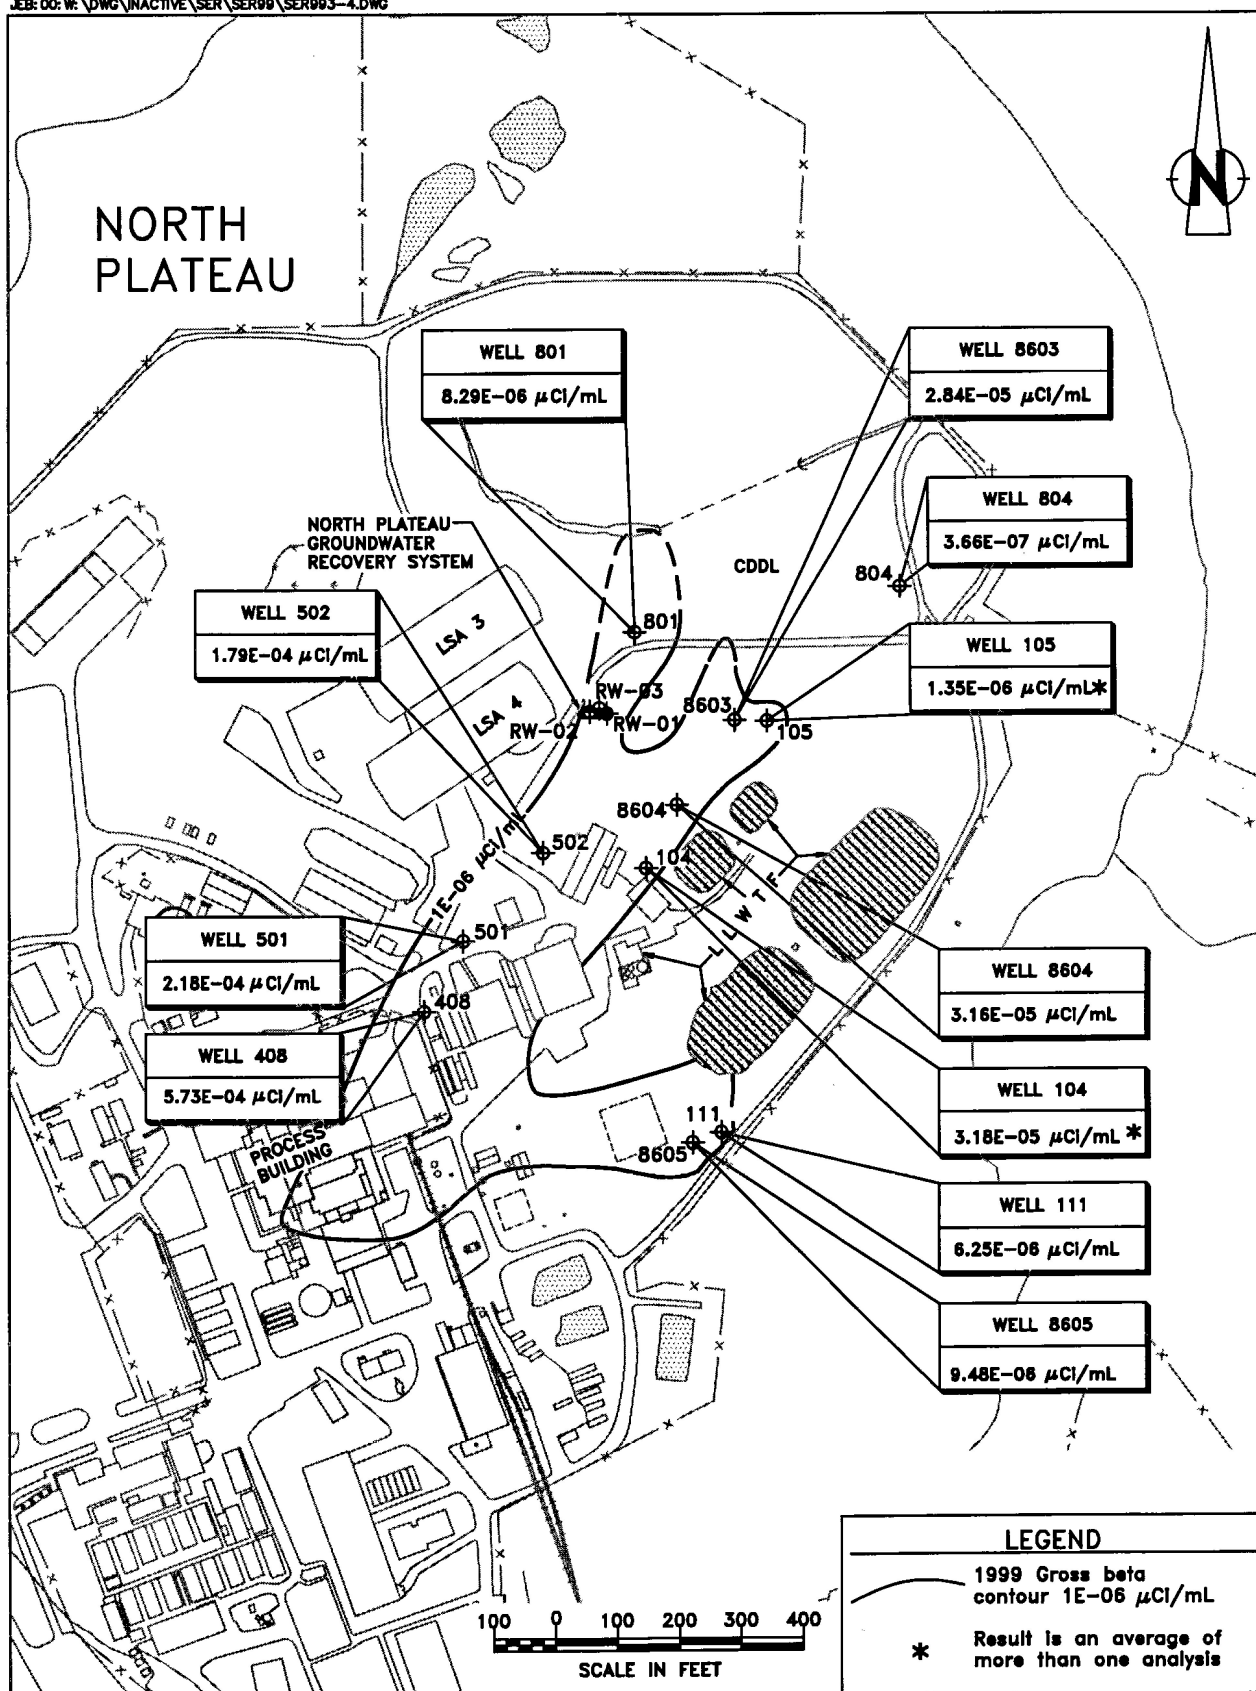 JEB: 00: W: \DWG\INACTIVE\SER\SER99\SER993-4.DWG
N
NORTH
PLATEAU
WELL 801
8.29E-06 µCi/mL
WELL 8603
2.84E-05 µCi/mL
WELL 804
3.66E-07 µCi/mL
NORTH PLATEAU
GROUNDWATER
RECOVERY SYSTEM
CDDL
804
WELL 502
1.79E-04 µCi/mL
LSA 3
801
WELL 105
1.35E-06 µCi/mL*
LSA 4
RW-03
RW-02
RW-01
8603
105
8604
1E-06 µCi/mL
502
104
LLWTF
WELL 501
2.18E-04 µCi/mL
501
WELL 8604
3.16E-05 µCi/mL
408
WELL 408
5.73E-04 µCi/mL
WELL 104
3.18E-05 µCi/mL *
111
8605
PROCESS
BUILDING
WELL 111
6.25E-06 µCi/mL
WELL 8605
9.48E-06 µCi/mL
LEGEND
1999 Gross beta
contour 1E-06 µCi/mL
* Result is an average of
more than one analysis
100 0 100 200 300 400
SCALE IN FEET